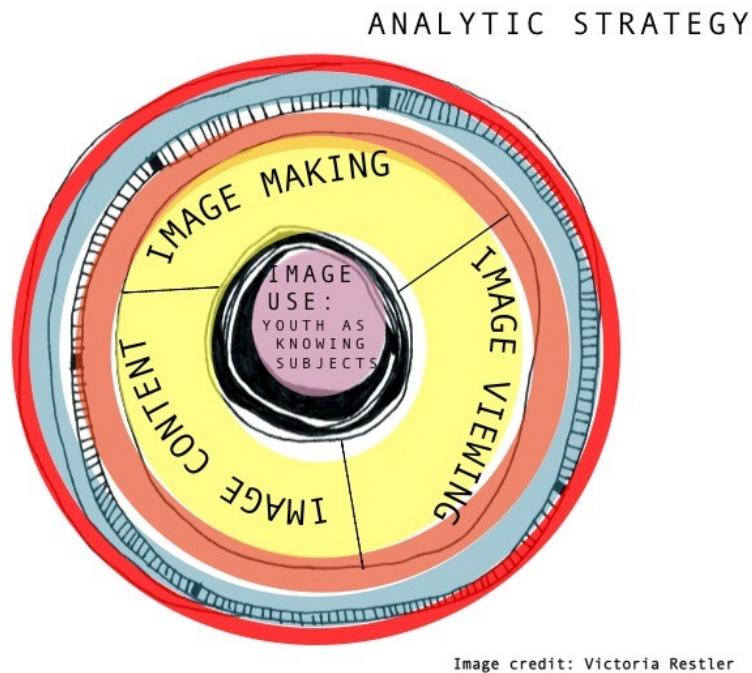 ANALYTIC STRATEGY
IMAGE MAKING
IMAGE VIEWING
IMAGE CONTENT
IMAGE
USE:
YOUTH AS
KNOWING
SUBJECTS
Image credit: Victoria Restler